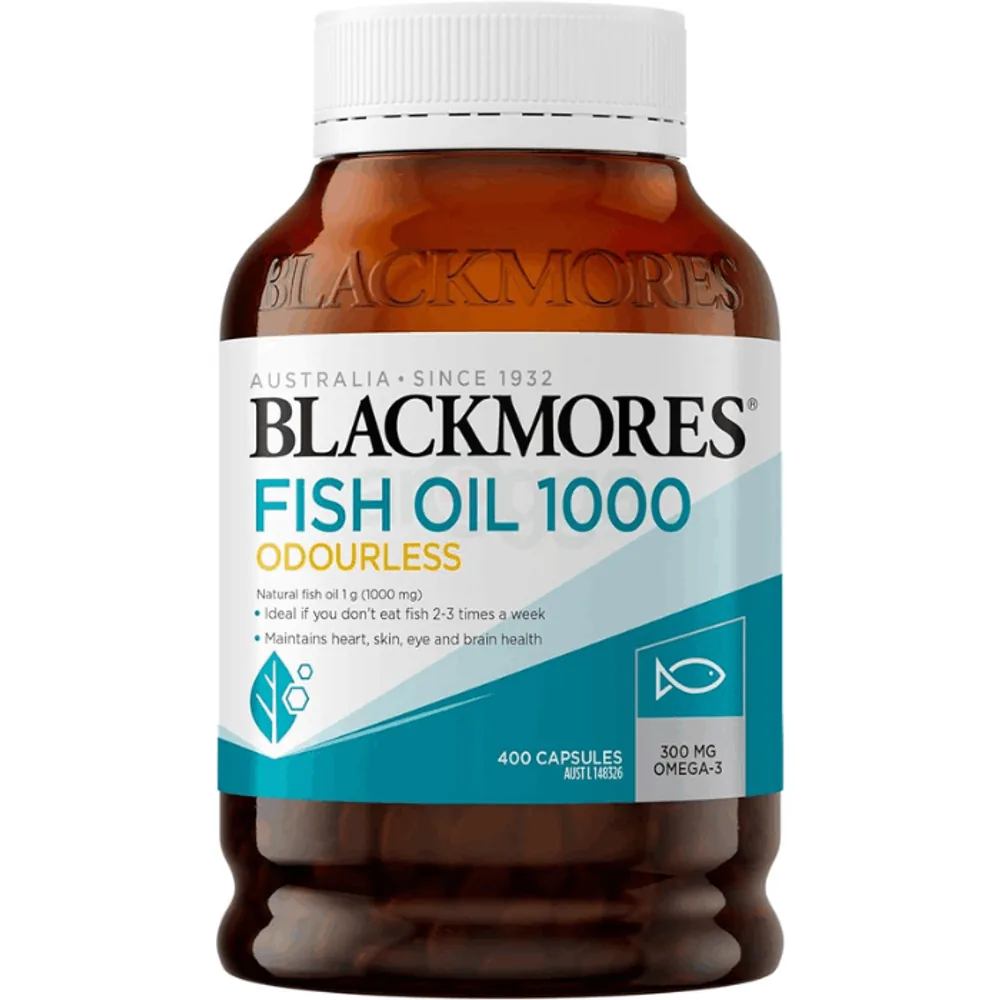 BLACKMORES
AUSTRALIA • SINCE 1932
BLACKMORES®
FISH OIL 1000
ODOURLESS
Natural fish oil 1 g (1000 mg)
• Ideal if you don't eat fish 2-3 times a week
• Maintains heart, skin, eye and brain health
400 CAPSULES
AUST L 148326
300 MG
OMEGA-3